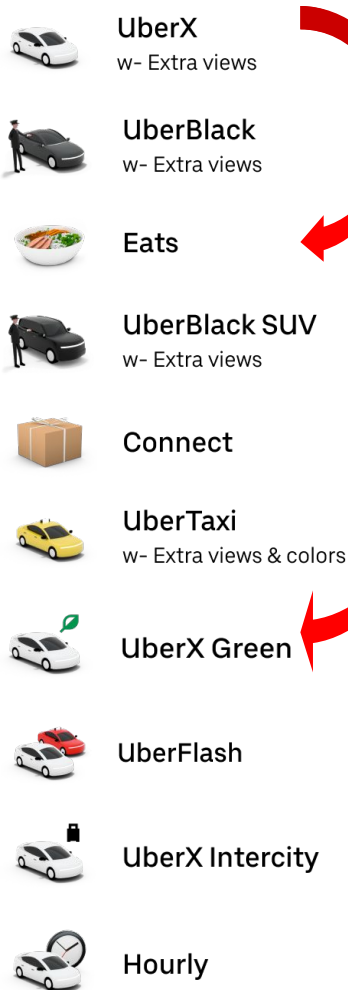 UberX
w- Extra views
UberBlack
w- Extra views
Eats
UberBlack SUV
w- Extra views
Connect
UberTaxi
w- Extra views & colors
UberX Green
UberFlash
UberX Intercity
Hourly